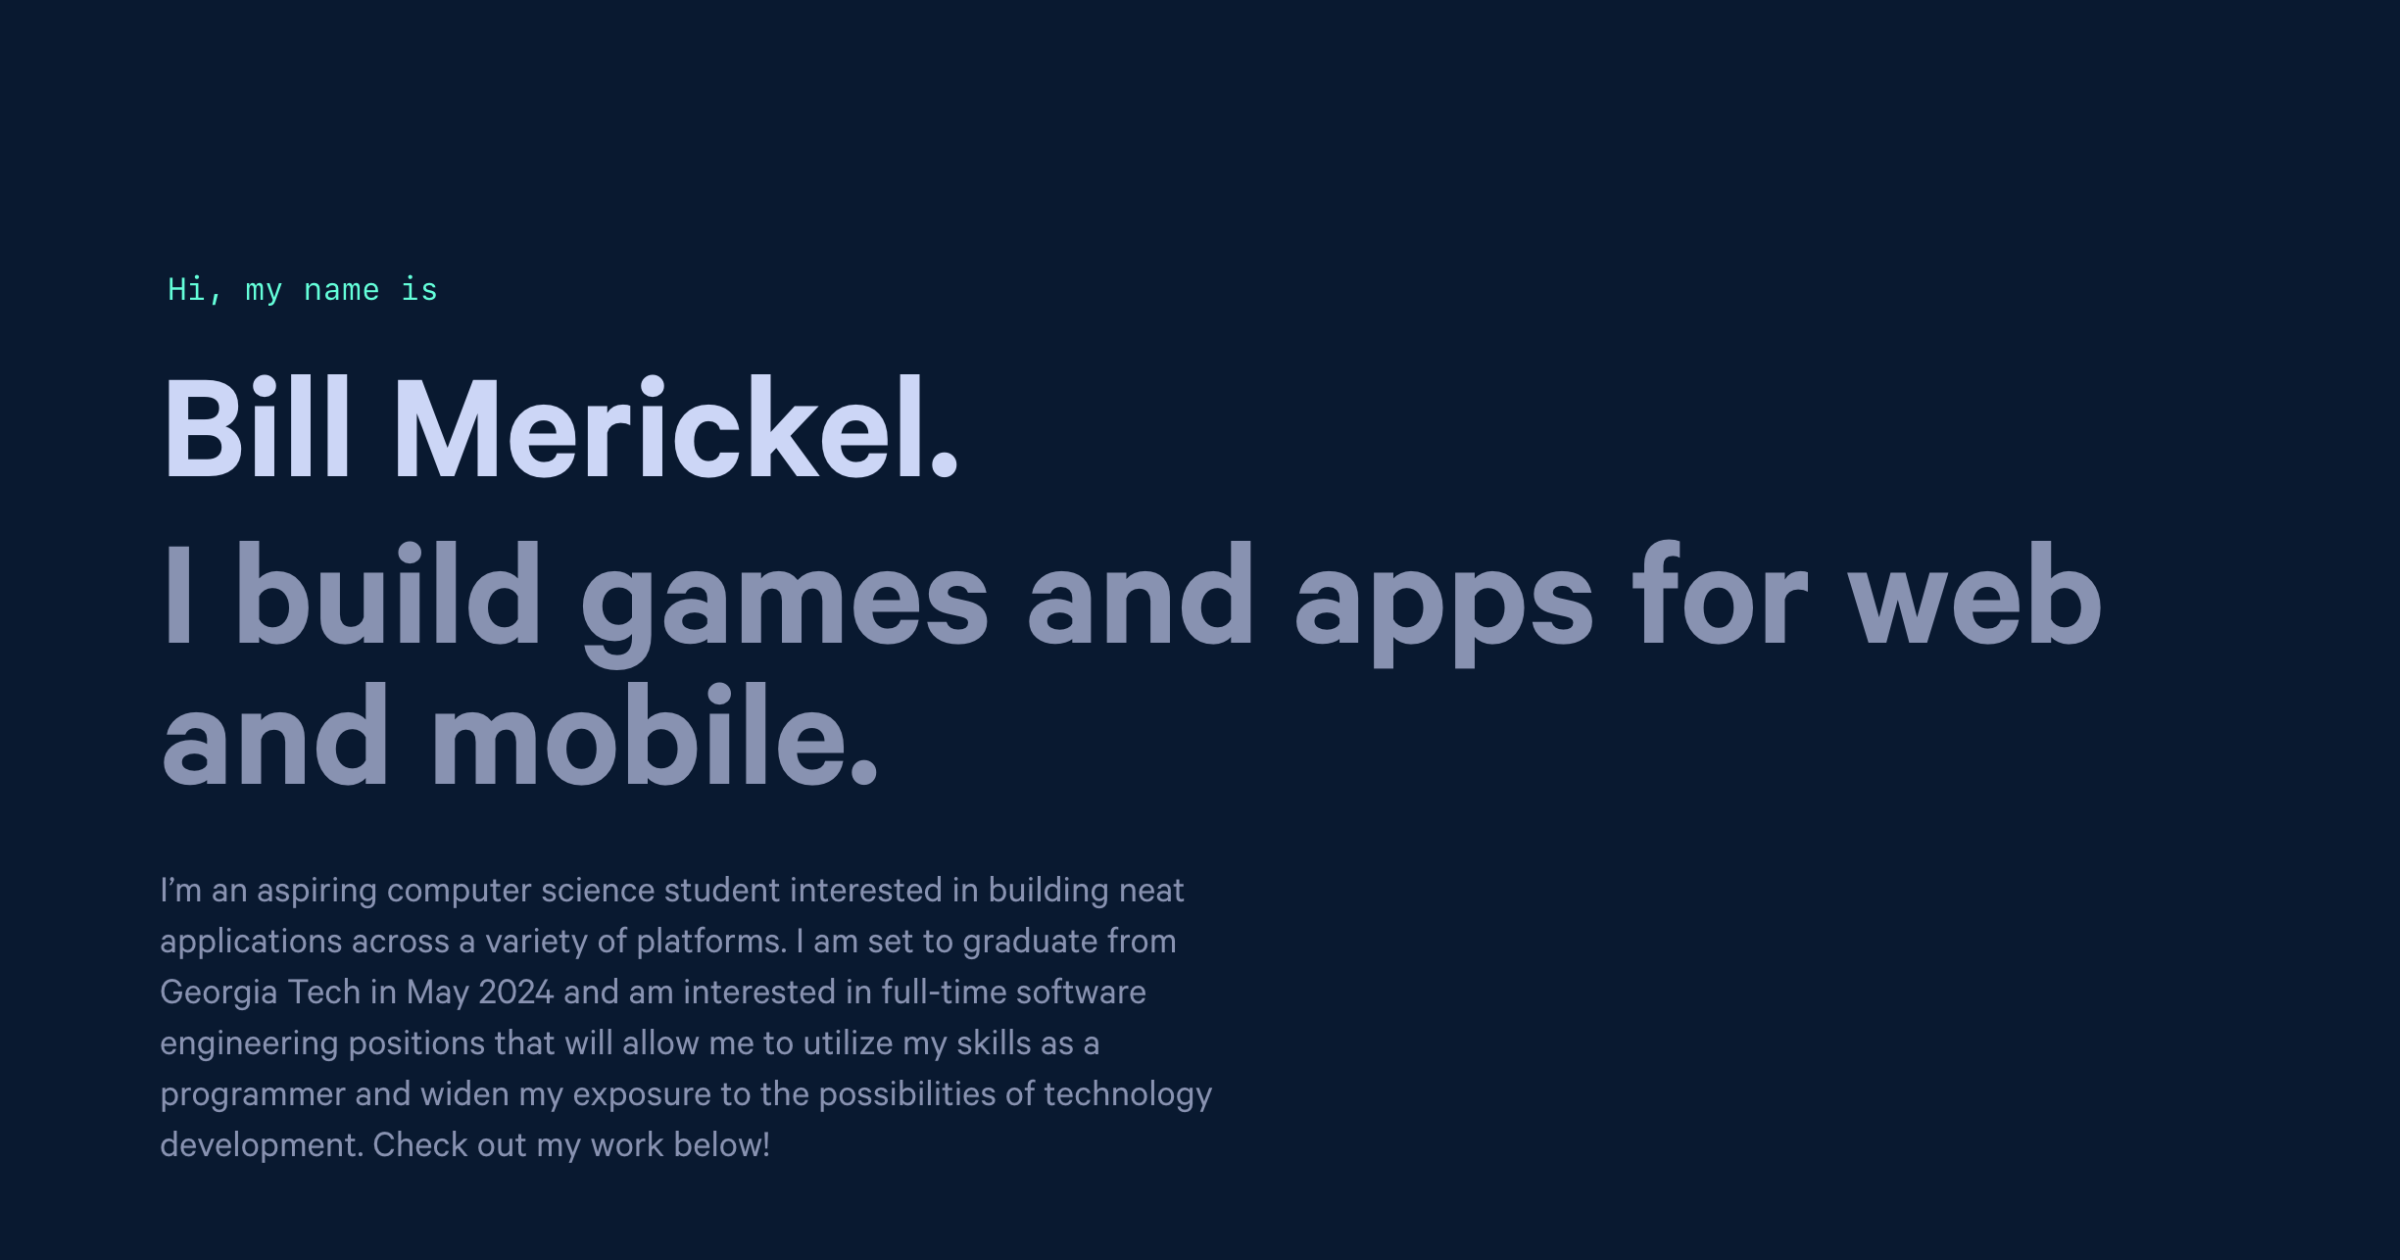 Hi, my name is
Bill Merickel.
I build games and apps for web
and mobile.
I’m an aspiring computer science student interested in building neat
applications across a variety of platforms. I am set to graduate from
Georgia Tech in May 2024 and am interested in full-time software
engineering positions that will allow me to utilize my skills as a
programmer and widen my exposure to the possibilities of technology
development. Check out my work below!